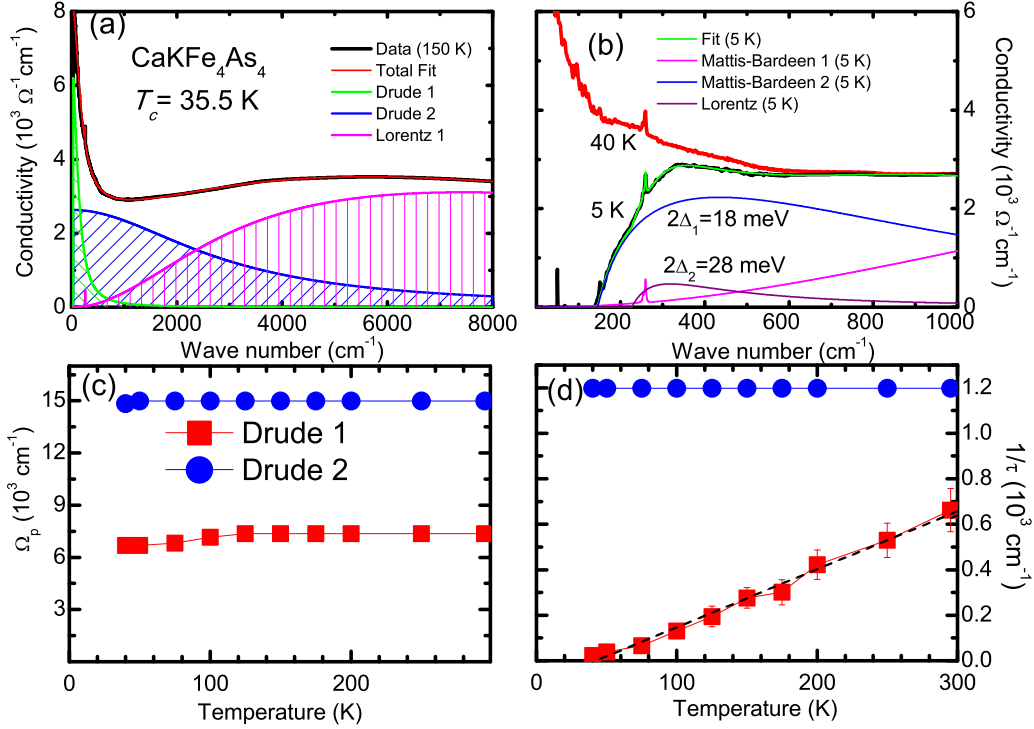 (a)
CaKFe₄As₄
T_c = 35.5 K
Data (150 K)
Total Fit
Drude 1
Drude 2
Lorentz 1
Conductivity (10³ Ω⁻¹cm⁻¹)
8
6
4
2
0
0 2000 4000 6000 8000
Wave number (cm⁻¹)
(b)
Fit (5 K)
Mattis-Bardeen 1 (5 K)
Mattis-Bardeen 2 (5 K)
Lorentz (5 K)
40 K
5 K
2Δ₁=18 meV
2Δ₂=28 meV
6
4
2
0
Conductivity (10³ Ω⁻¹cm⁻¹)
200 400 600 800 1000
Wave number (cm⁻¹)
(c)
Drude 1
Drude 2
Ωₚ (10³ cm⁻¹)
15
12
9
6
3
0 100 200 300
Temperature (K)
(d)
1.2
1.0
0.8
0.6
0.4
0.2
0.0
1/τ (10³ cm⁻¹)
0 100 200 300
Temperature (K)